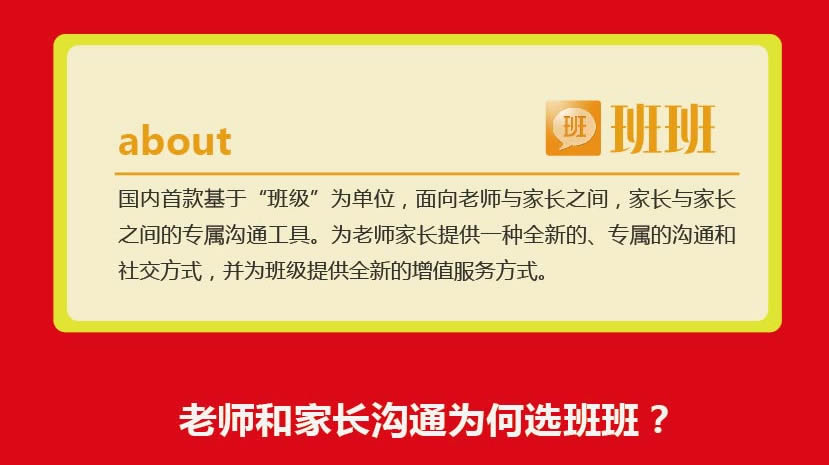 about
班 班班
国内首款基于“班级”为单位，面向老师与家长之间，家长与家长
之间的专属沟通工具。为老师家长提供一种全新的、专属的沟通和
社交方式，并为班级提供全新的增值服务方式。
老师和家长沟通为何选班班？